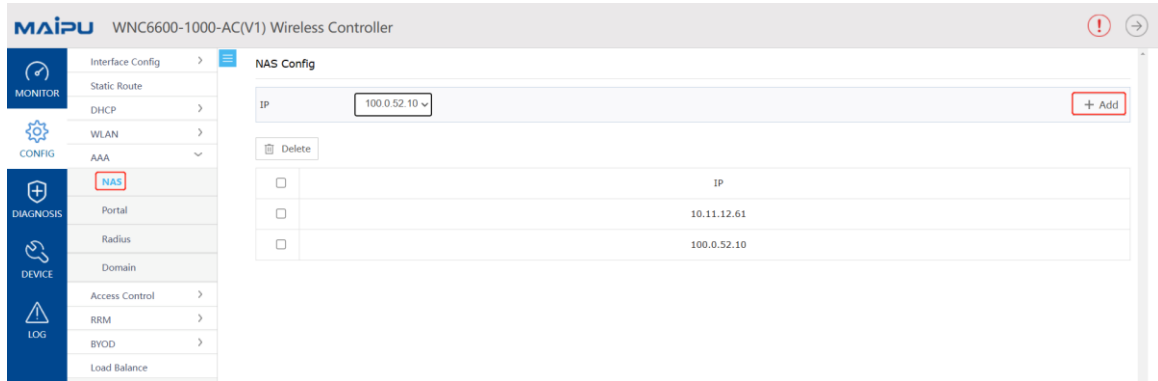 MAIPU WNC6600-1000-AC(V1) Wireless Controller
MONITOR
CONFIG
DIAGNOSIS
DEVICE
LOG
Interface Config
Static Route
DHCP
WLAN
AAA
NAS
Portal
Radius
Domain
Access Control
RRM
BYOD
Load Balance
NAS Config
IP 100.0.52.10 + Add
Delete
IP
10.11.12.61
100.0.52.10